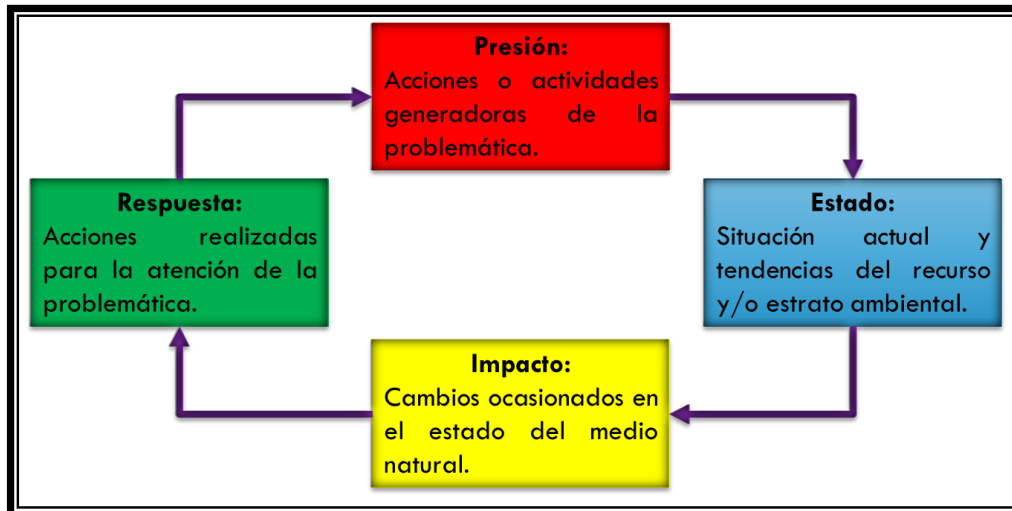 Presión:
Acciones o actividades
generadoras de la
problemática.
Respuesta:
Acciones realizadas
para la atención de la
problemática.
Estado:
Situación actual y
tendencias del recurso
y/o estrato ambiental.
Impacto:
Cambios ocasionados en
el estado del medio
natural.